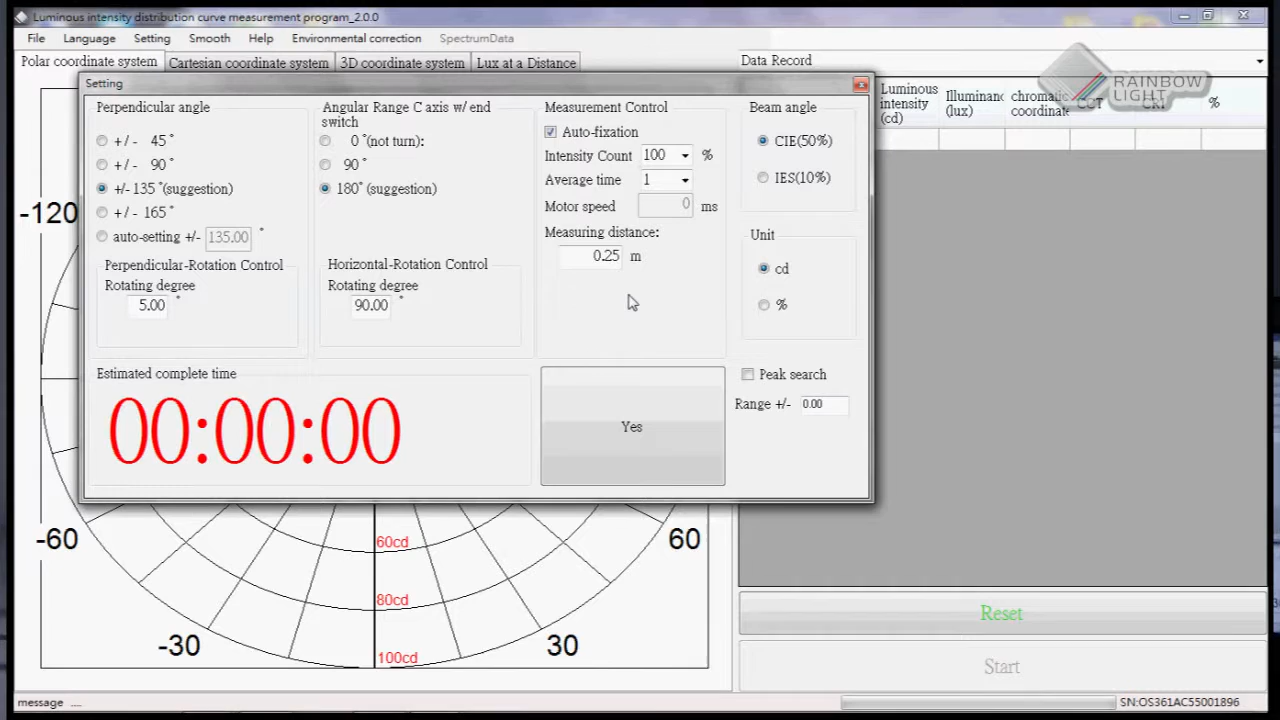 Luminous intensity distribution curve measurement program_2.0.0
File Language Setting Smooth Help Environmental correction SpectrumData
Polar coordinate system Cartesian coordinate system 3D coordinate system Lux at a Distance
Data Record
Luminous intensity (cd)
Illuminanc (lux)
chromatic coordinate
CCT
CRI
%
RAINBOW
LIGHT
Setting
Perpendicular angle
+/- 45°
+/- 90°
+/- 135°(suggestion)
+/- 165°
auto-setting +/- 135.00 °
Perpendicular-Rotation Control
Rotating degree
5.00 °
Angular Range C axis w/ end
switch
0°(not turn):
90°
180° (suggestion)
Horizontal-Rotation Control
Rotating degree
90.00 °
Measurement Control
Auto-fixation
Intensity Count 100 %
Average time 1
Motor speed 0 ms
Measuring distance:
0.25 m
Beam angle
CIE(50%)
IES(10%)
Unit
cd
%
Estimated complete time
00:00:00
Yes
Peak search
Range +/- 0.00
-120
-60
60
60cd
80cd
-30
30
100cd
Reset
Start
message ....
SN:OS361AC55001896